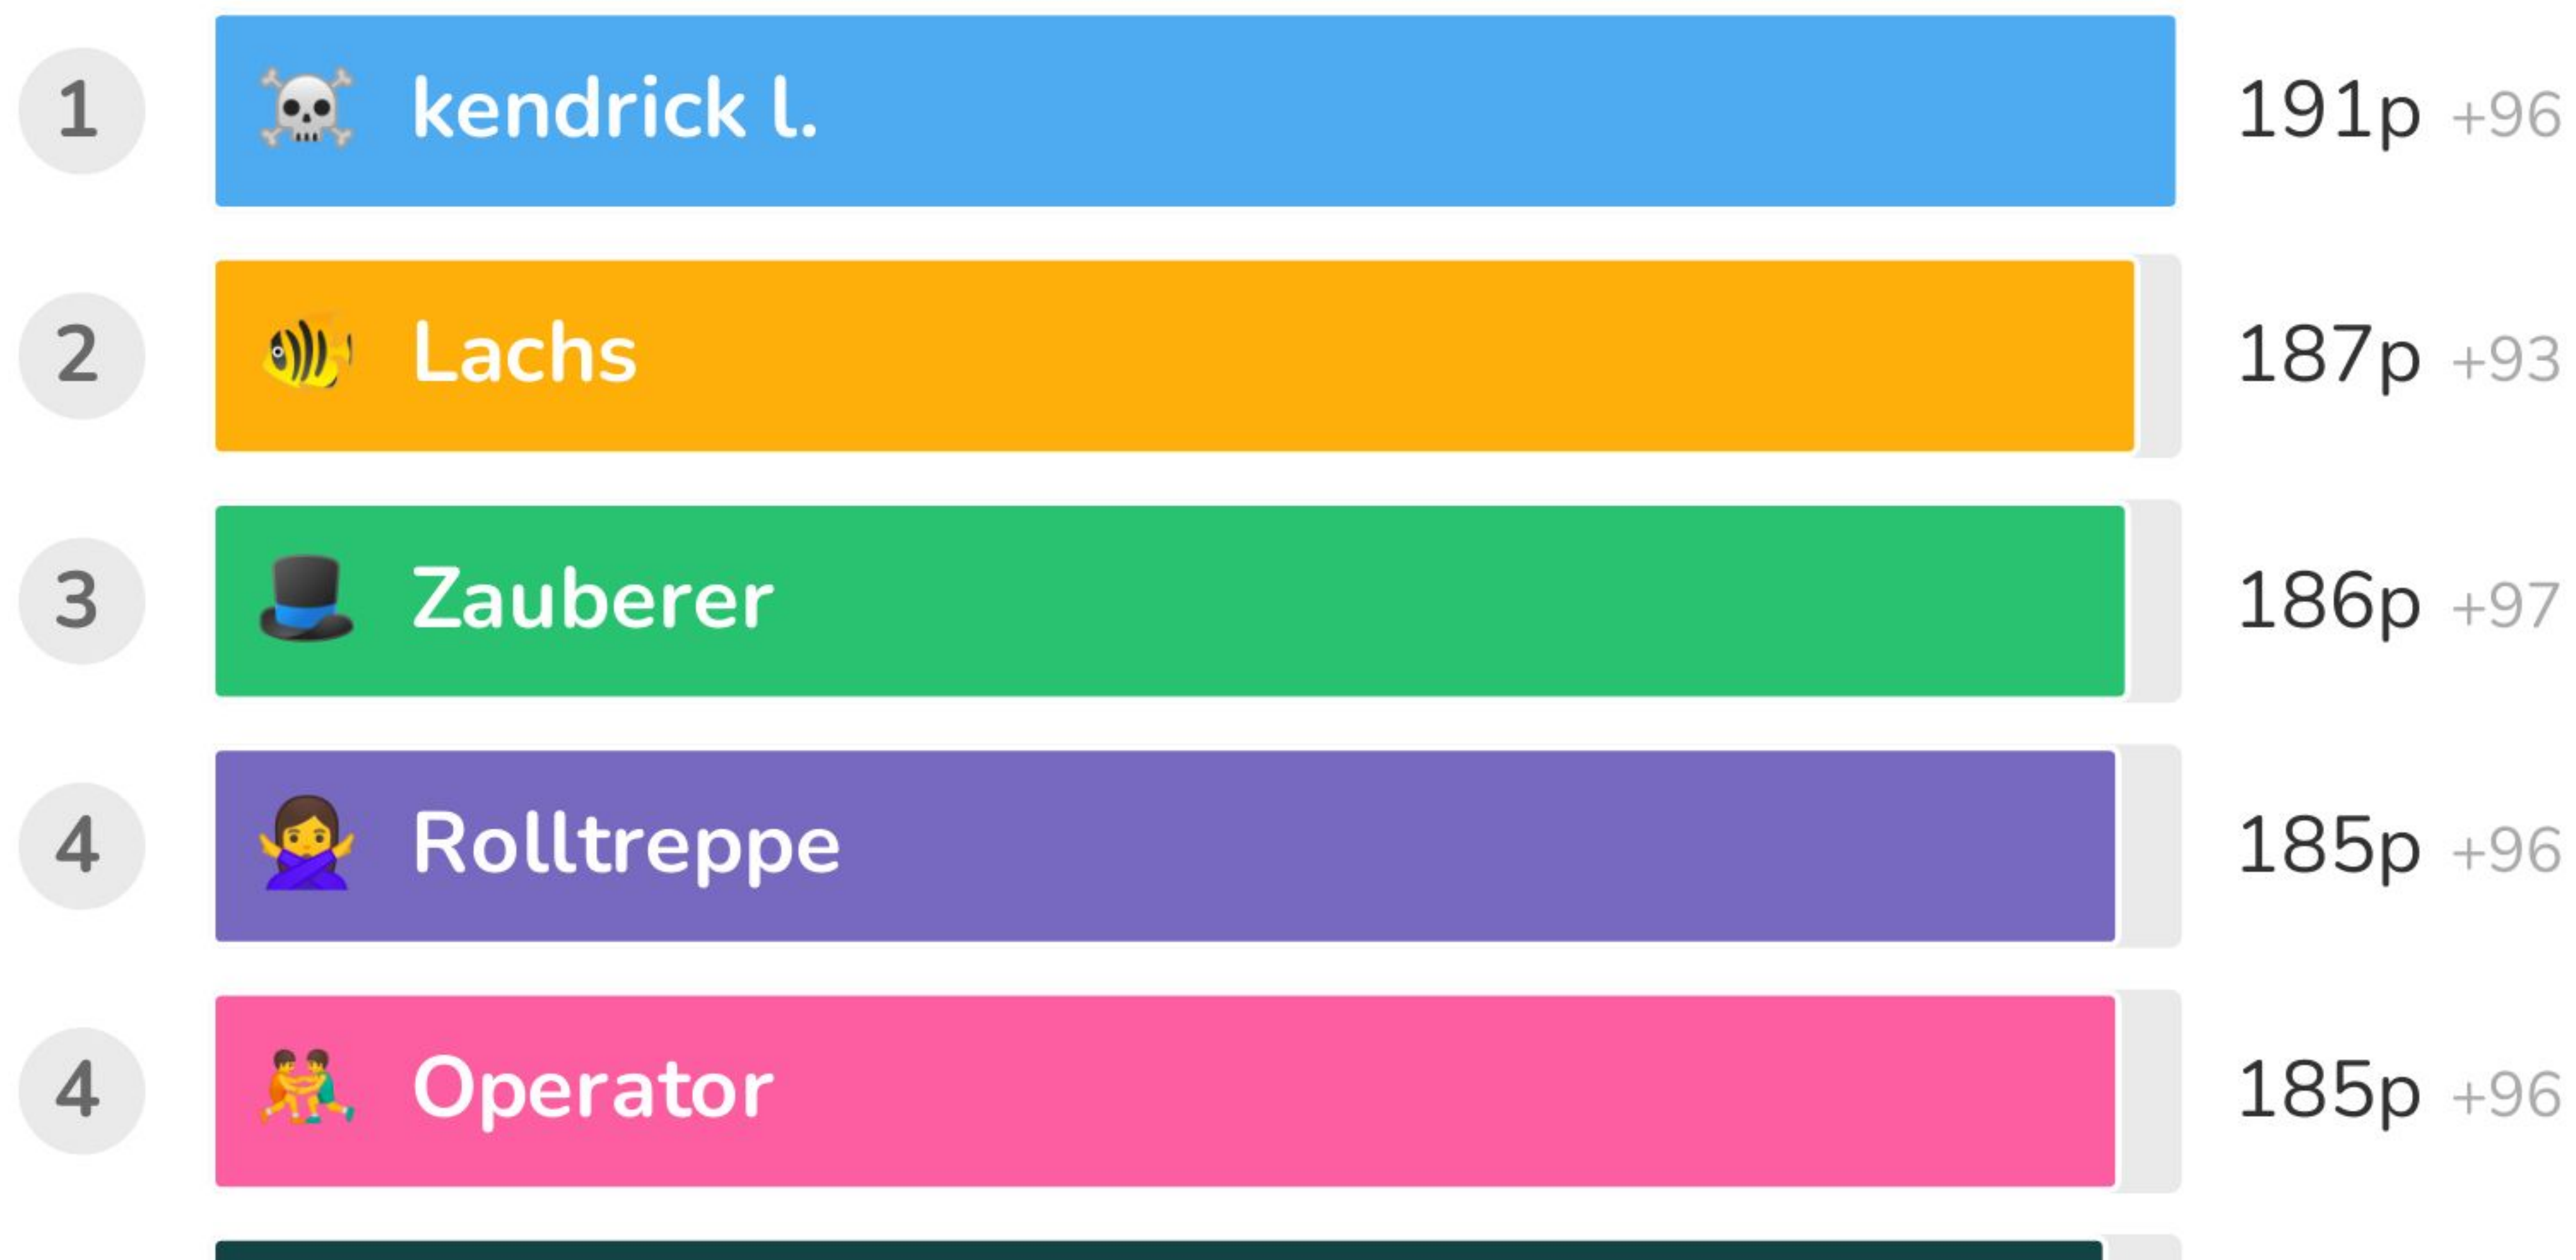 1 kendrick l. 191p +96
2 Lachs 187p +93
3 Zauberer 186p +97
4 Rolltreppe 185p +96
4 Operator 185p +96